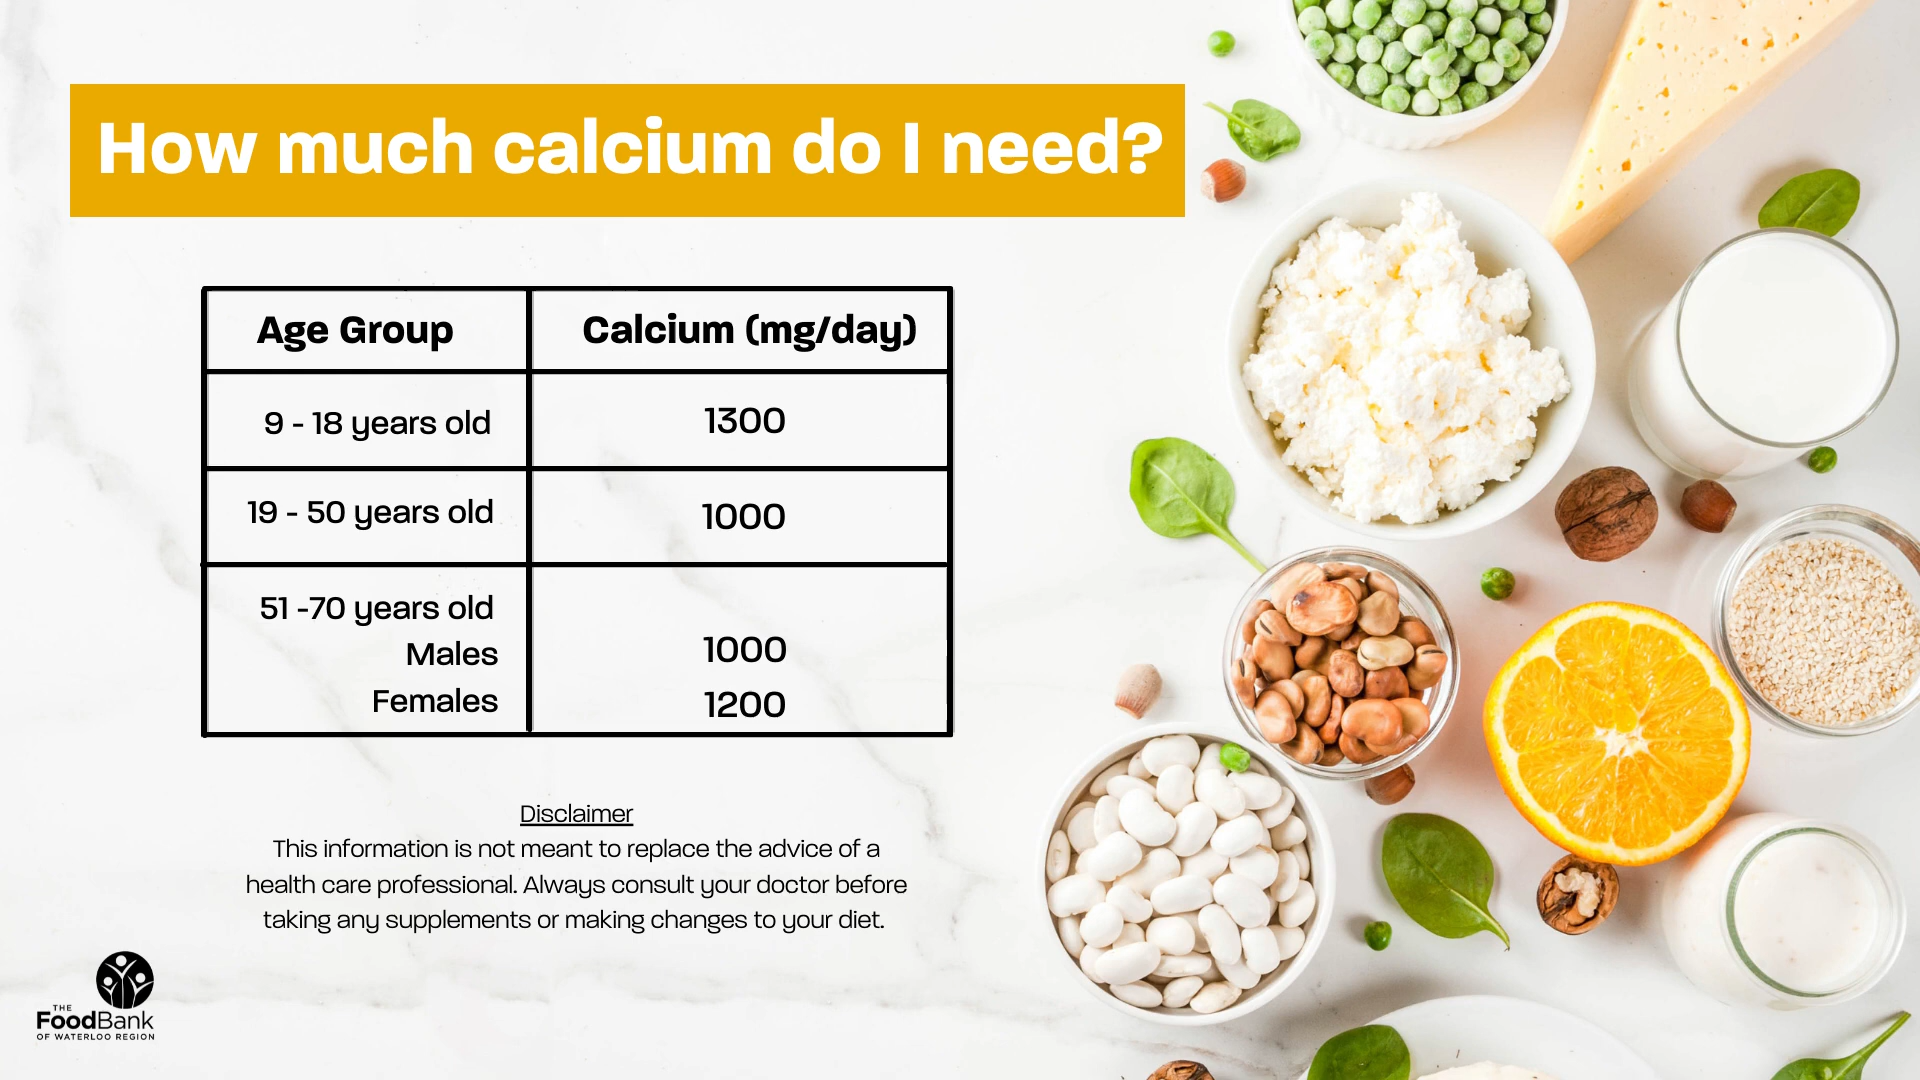 How much calcium do I need?
Age Group Calcium (mg/day)
9 - 18 years old 1300
19 - 50 years old 1000
51 -70 years old
Males 1000
Females 1200
Disclaimer
This information is not meant to replace the advice of a
health care professional. Always consult your doctor before
taking any supplements or making changes to your diet.
THE
FoodBank
OF WATERLOO REGION